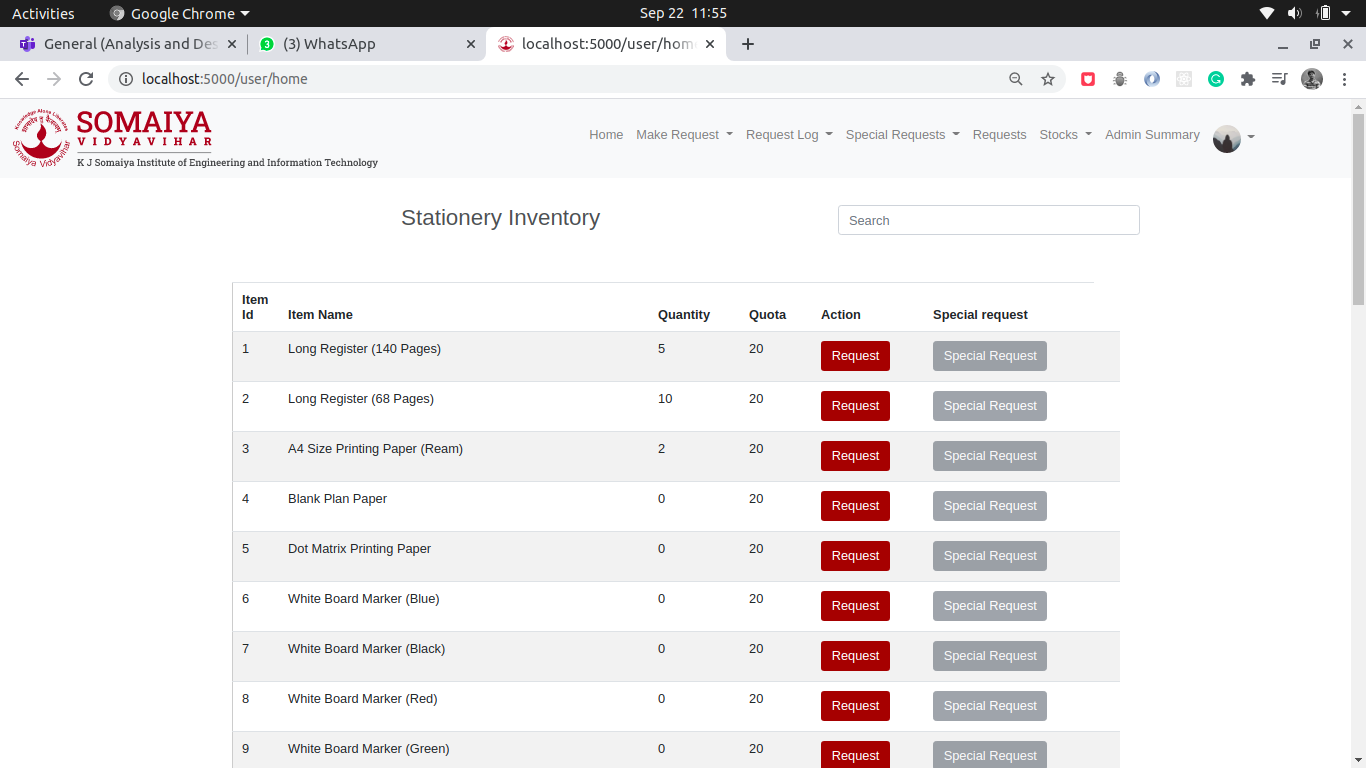 Activities Google Chrome Sep 22 11:55
General (Analysis and Des (3) WhatsApp localhost:5000/user/hom
localhost:5000/user/home
SOMAIYA
VIDYAVIHAR
K J Somaiya Institute of Engineering and Information Technology
Somaiya Vidyavihar
Home Make Request Request Log Special Requests Requests Stocks Admin Summary
Stationery Inventory Search
Item Id Item Name Quantity Quota Action Special request
1 Long Register (140 Pages) 5 20 Request Special Request
2 Long Register (68 Pages) 10 20 Request Special Request
3 A4 Size Printing Paper (Ream) 2 20 Request Special Request
4 Blank Plan Paper 0 20 Request Special Request
5 Dot Matrix Printing Paper 0 20 Request Special Request
6 White Board Marker (Blue) 0 20 Request Special Request
7 White Board Marker (Black) 0 20 Request Special Request
8 White Board Marker (Red) 0 20 Request Special Request
9 White Board Marker (Green) 0 20 Request Special Request